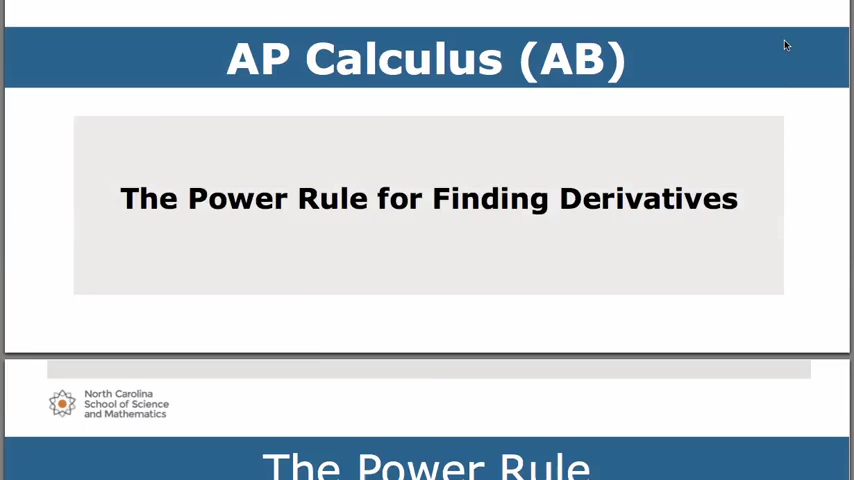 AP Calculus (AB)
The Power Rule for Finding Derivatives
North Carolina
School of Science
and Mathematics
The Power Rule